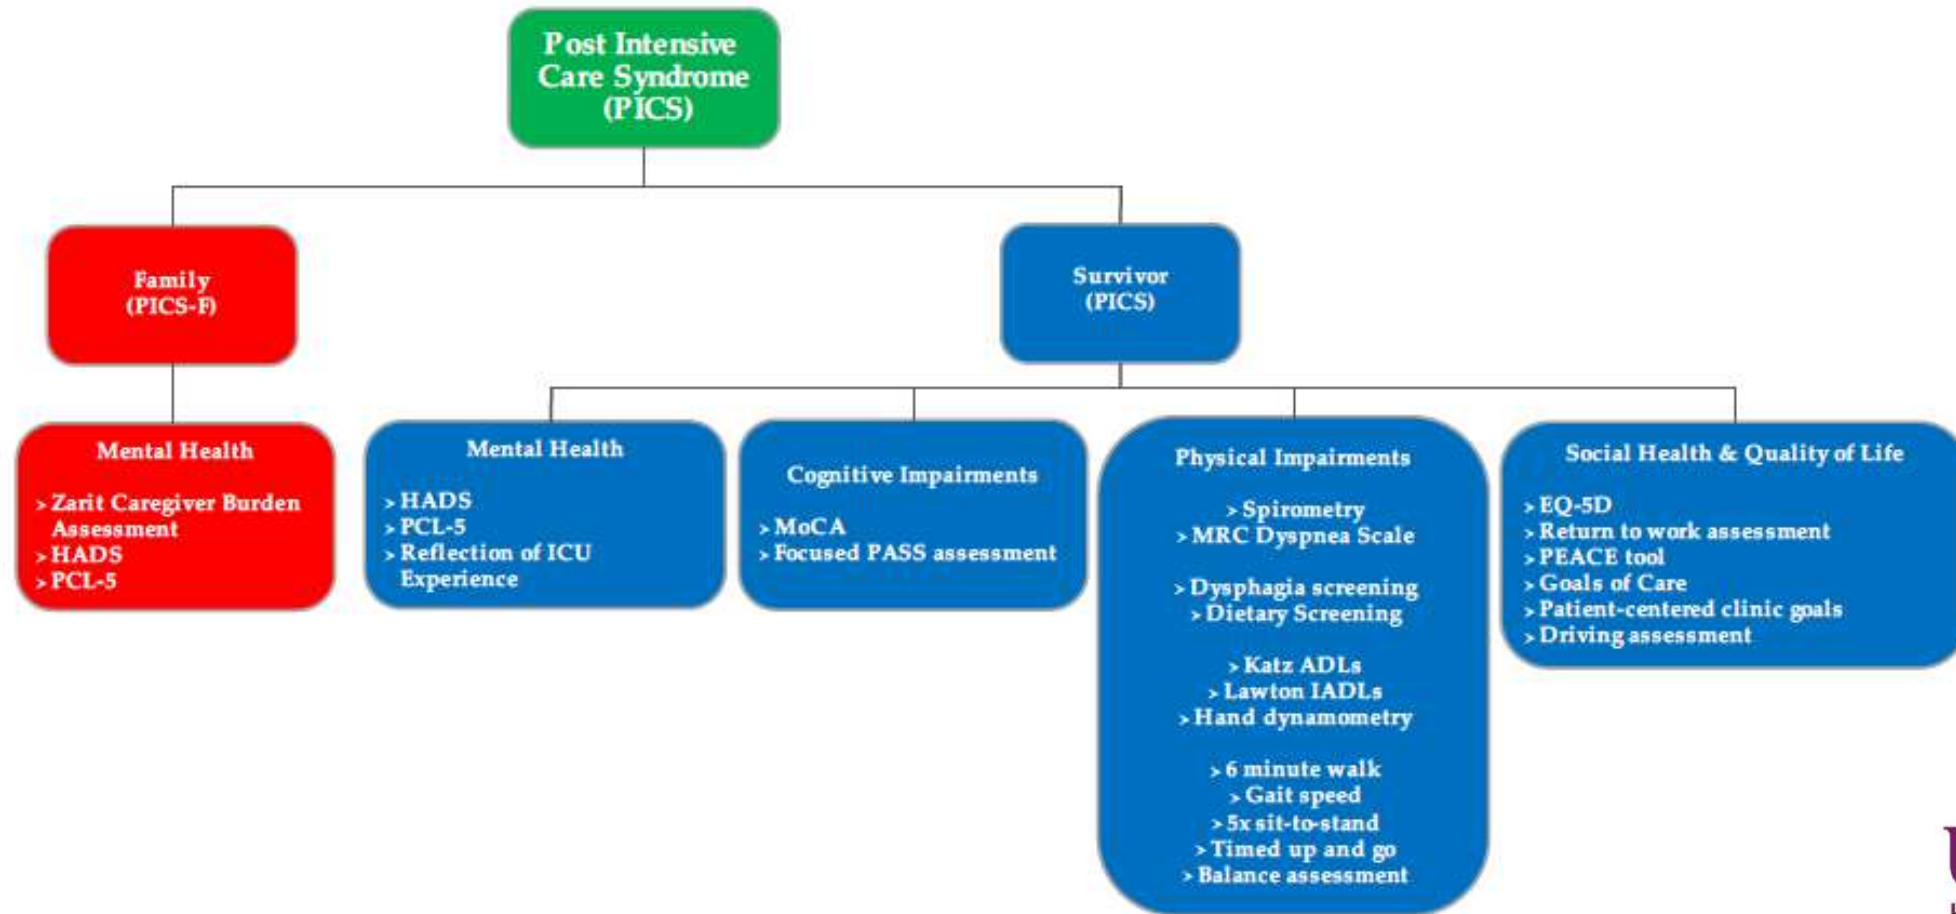 Post Intensive
Care Syndrome
(PICS)
Family
(PICS-F)
Survivor
(PICS)
Mental Health
> Zarit Caregiver Burden
Assessment
> HADS
> PCL-5
Mental Health
> HADS
> PCL-5
> Reflection of ICU
Experience
Cognitive Impairments
> MoCA
> Focused PASS assessment
Physical Impairments
> Spirometry
> MRC Dyspnea Scale
> Dysphagia screening
> Dietary Screening
> Katz ADLs
> Lawton IADLs
> Hand dynamometry
> 6 minute walk
> Gait speed
> 5x sit-to-stand
> Timed up and go
> Balance assessment
Social Health & Quality of Life
> EQ-5D
> Return to work assessment
> PEACE tool
> Goals of Care
> Patient-centered clinic goals
> Driving assessment